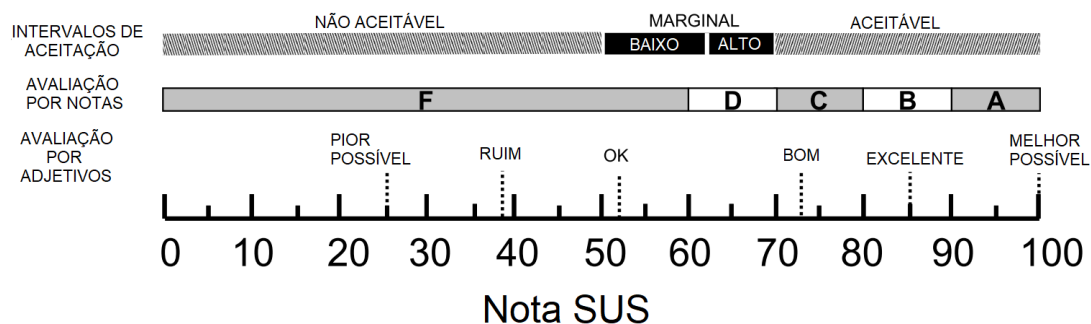 INTERVALOS DE
ACEITAÇÃO
NÃO ACEITÁVEL
MARGINAL
ACEITÁVEL
BAIXO
ALTO
AVALIAÇÃO
POR NOTAS
F
D
C
B
A
AVALIAÇÃO
POR
ADJETIVOS
PIOR
POSSÍVEL
RUIM
OK
BOM
EXCELENTE
MELHOR
POSSÍVEL
0 10 20 30 40 50 60 70 80 90 100
Nota SUS